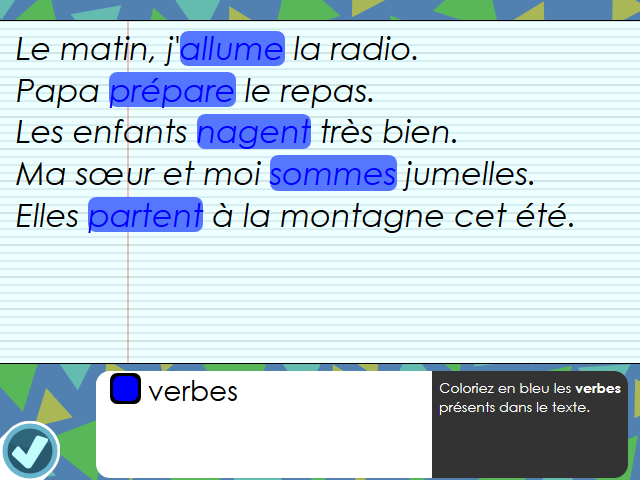 Le matin, j'allume la radio.
Papa prépare le repas.
Les enfants nagent très bien.
Ma sœur et moi sommes jumelles.
Elles partent à la montagne cet été.
verbes
Coloriez en bleu les verbes
présents dans le texte.